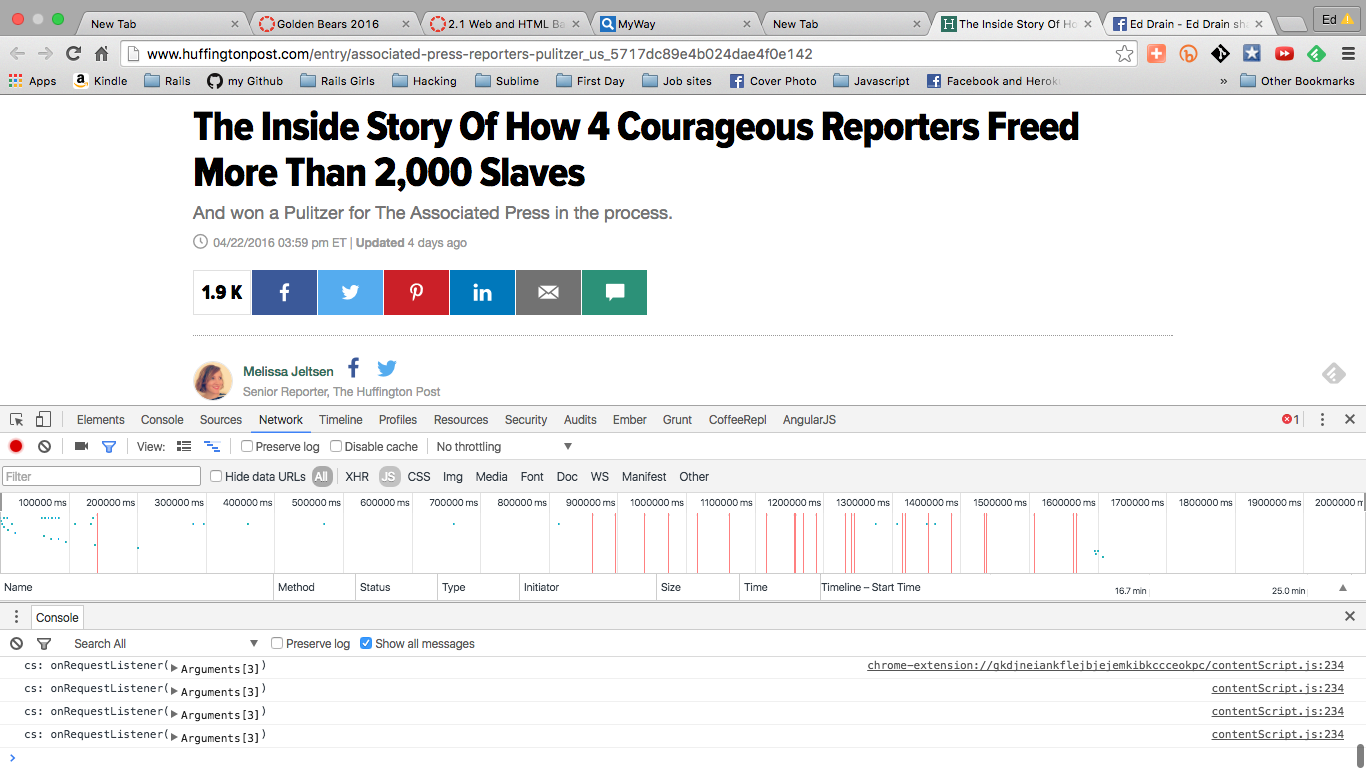 New Tab Golden Bears 2016 2.1 Web and HTML Ba MyWay New Tab The Inside Story Of Ho Ed Drain - Ed Drain sha Ed
www.huffingtonpost.com/entry/associated-press-reporters-pulitzer_us_5717dc89e4b024dae4f0e142
Apps Kindle Rails my Github Rails Girls Hacking Sublime First Day Job sites Cover Photo Javascript Facebook and Herok » Other Bookmarks
The Inside Story Of How 4 Courageous Reporters Freed
More Than 2,000 Slaves
And won a Pulitzer for The Associated Press in the process.
04/22/2016 03:59 pm ET | Updated 4 days ago
1.9 K
Melissa Jeltsen
Senior Reporter, The Huffington Post
Elements Console Sources Network Timeline Profiles Resources Security Audits Ember Grunt CoffeeRepl AngularJS 1
View: Preserve log Disable cache No throttling
Filter Hide data URLs All XHR JS CSS Img Media Font Doc WS Manifest Other
100000 ms 200000 ms 300000 ms 400000 ms 500000 ms 600000 ms 700000 ms 800000 ms 900000 ms 1000000 ms 1100000 ms 1200000 ms 1300000 ms 1400000 ms 1500000 ms 1600000 ms 1700000 ms 1800000 ms 1900000 ms 2000000 m
Name Method Status Type Initiator Size Time Timeline – Start Time 16.7 min 25.0 min
Console
Search All Preserve log Show all messages
cs: onRequestListener( Arguments[3]) chrome-extension://gkdjneiankflejbjejemkibkccceokpc/contentScript.js:234
cs: onRequestListener( Arguments[3]) contentScript.js:234
cs: onRequestListener( Arguments[3]) contentScript.js:234
cs: onRequestListener( Arguments[3]) contentScript.js:234